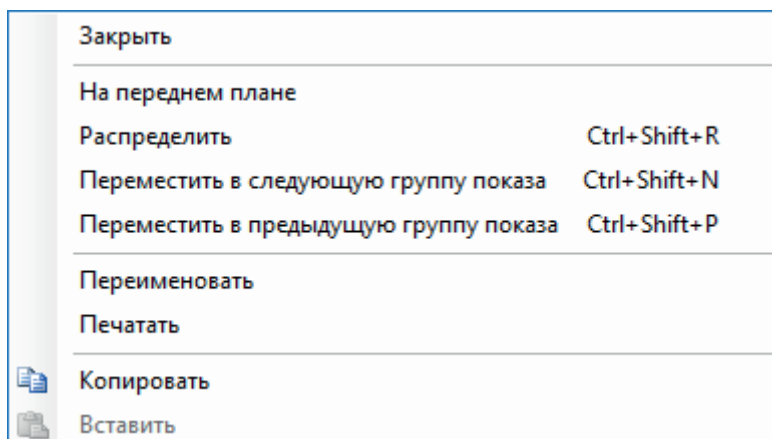 Закрыть
На переднем плане
Распределить Ctrl+Shift+R
Переместить в следующую группу показа Ctrl+Shift+N
Переместить в предыдущую группу показа Ctrl+Shift+P
Переименовать
Печатать
Копировать
Вставить